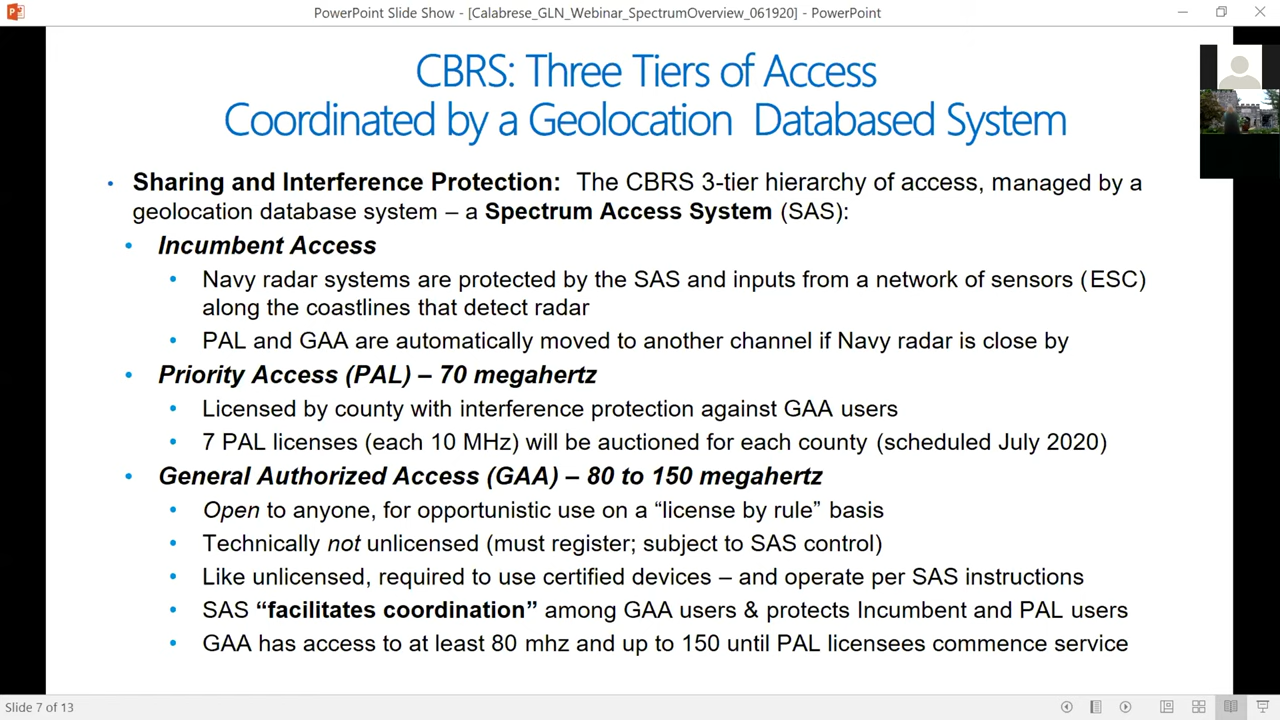 PowerPoint Slide Show - [Calabrese_GLN_Webinar_SpectrumOverview_061920] - PowerPoint
CBRS: Three Tiers of Access
Coordinated by a Geolocation Databased System
• Sharing and Interference Protection: The CBRS 3-tier hierarchy of access, managed by a
geolocation database system – a Spectrum Access System (SAS):
• Incumbent Access
• Navy radar systems are protected by the SAS and inputs from a network of sensors (ESC)
along the coastlines that detect radar
• PAL and GAA are automatically moved to another channel if Navy radar is close by
• Priority Access (PAL) – 70 megahertz
• Licensed by county with interference protection against GAA users
• 7 PAL licenses (each 10 MHz) will be auctioned for each county (scheduled July 2020)
• General Authorized Access (GAA) – 80 to 150 megahertz
• Open to anyone, for opportunistic use on a “license by rule” basis
• Technically not unlicensed (must register; subject to SAS control)
• Like unlicensed, required to use certified devices – and operate per SAS instructions
• SAS “facilitates coordination” among GAA users & protects Incumbent and PAL users
• GAA has access to at least 80 mhz and up to 150 until PAL licensees commence service
Slide 7 of 13